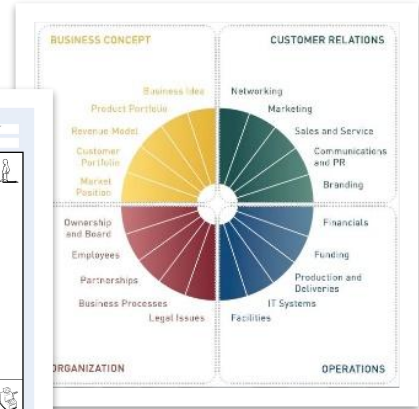 BUSINESS CONCEPT
CUSTOMER RELATIONS
Business Idea
Product Portfolio
Revenue Model
Customer
Portfolio
Market
Position
Networking
Marketing
Sales and Service
Communications
and PR
Branding
Ownership
and Board
Employees
Partnerships
Business Processes
Legal Issues
Financials
Funding
Production and
Deliveries
IT Systems
Facilities
ORGANIZATION
OPERATIONS